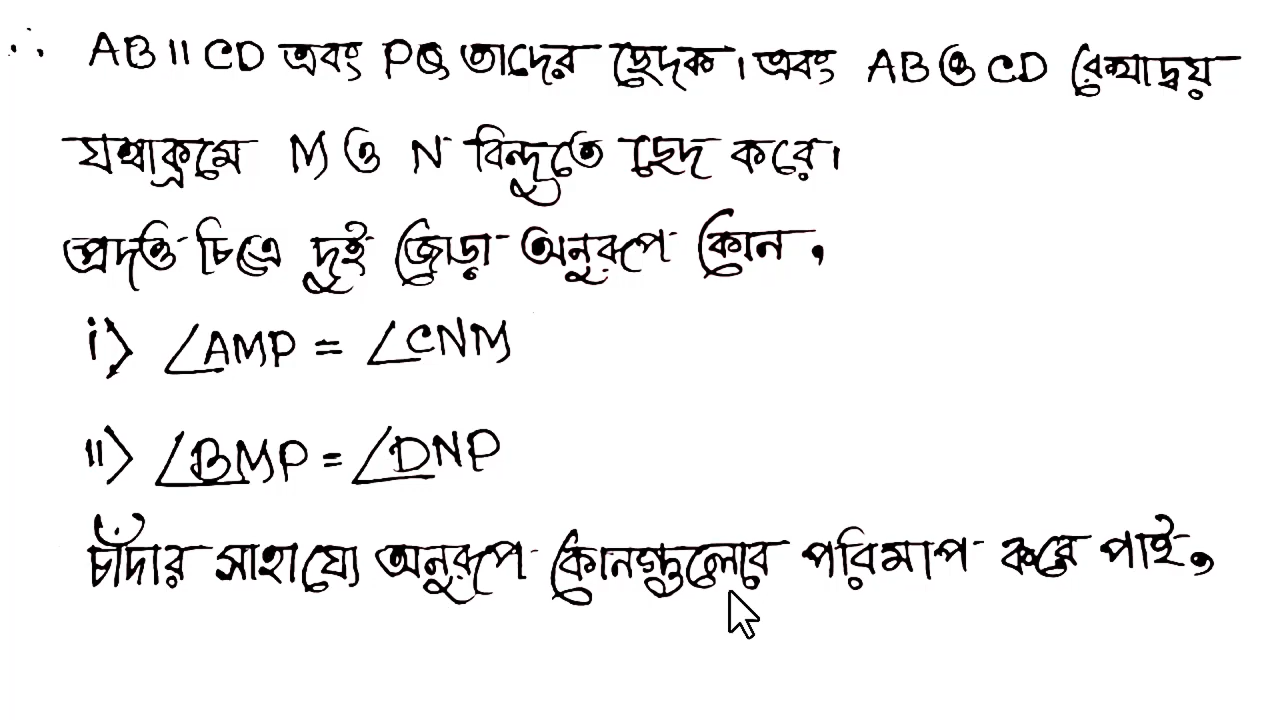 ∴ AB || CD এবং PQ তাদের ছেদক। এবং AB ও CD রেখাদ্বয়
যথাক্রমে M ও N বিন্দুতে ছেদ করে।
প্রদত্ত চিত্রে দুই জোড়া অনুরূপ কোন,
i) ∠AMP = ∠CNM
ii) ∠BMP = ∠DNP
চাঁদার সাহায্যে অনুরূপ কোনগুলোর পরিমাপ করে পাই,